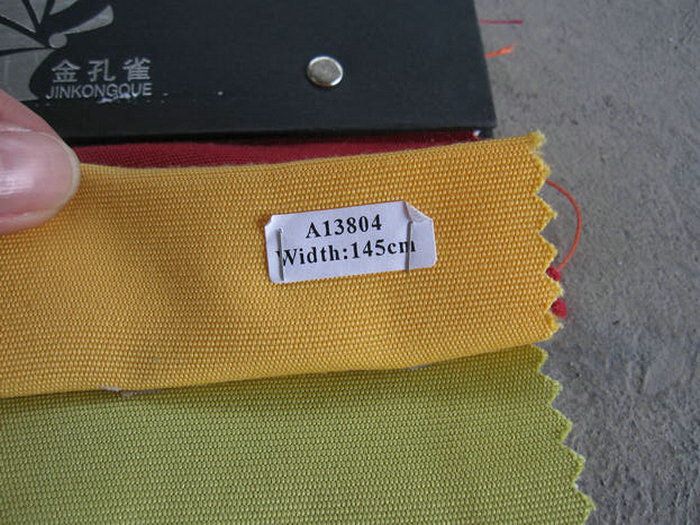 金孔雀
JINKONGQUE
A13804
Width:145cm